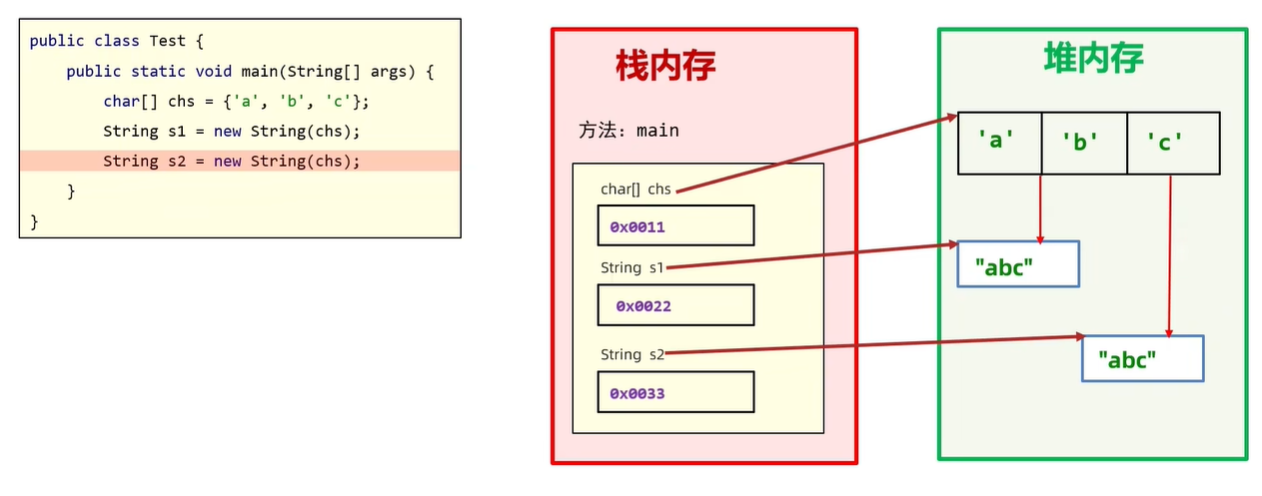 public class Test {
public static void main(String[] args) {
char[] chs = {'a', 'b', 'c'};
String s1 = new String(chs);
String s2 = new String(chs);
}
}
栈内存
方法：main
char[] chs
0x0011
String s1
0x0022
String s2
0x0033
堆内存
'a' 'b' 'c'
"abc"
"abc"